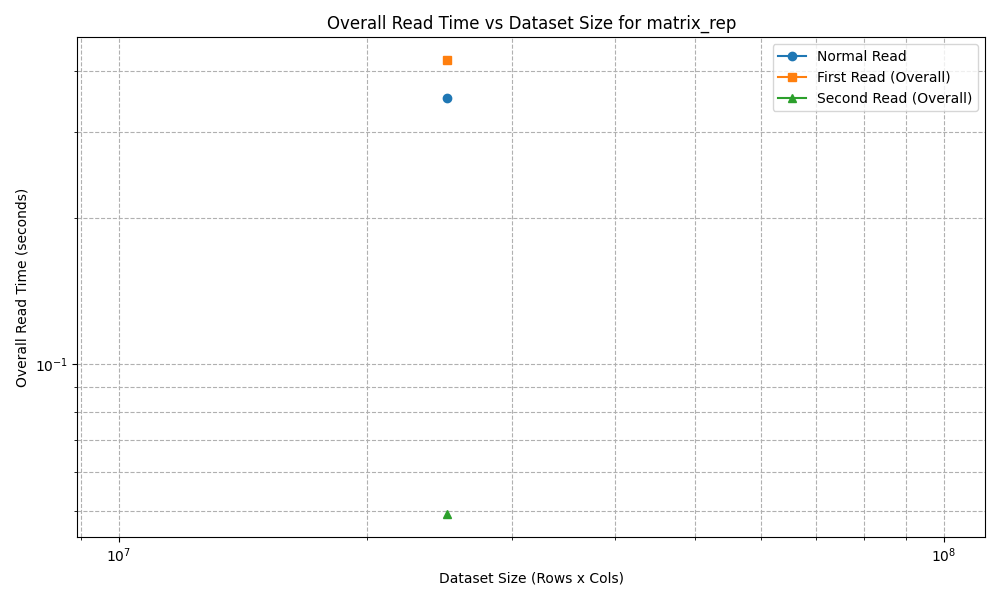 Overall Read Time vs Dataset Size for matrix_rep
Normal Read
First Read (Overall)
Second Read (Overall)
Overall Read Time (seconds)
10⁻¹
10⁷
10⁸
Dataset Size (Rows x Cols)